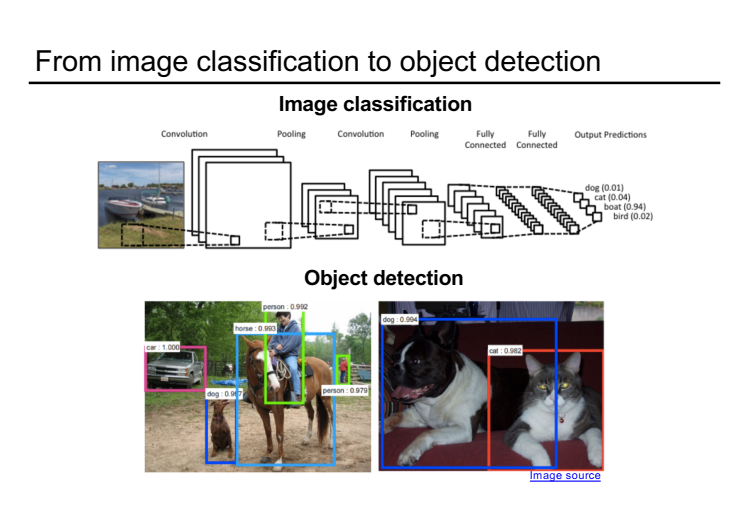 From image classification to object detection
Image classification
Convolution Pooling Convolution Pooling Fully Connected Fully Connected Output Predictions
dog (0.01)
cat (0.04)
boat (0.94)
bird (0.02)
Object detection
person : 0.992
horse : 0.993
car : 1.000
dog : 0.997
person : 0.979
dog : 0.994
cat : 0.982
Image source